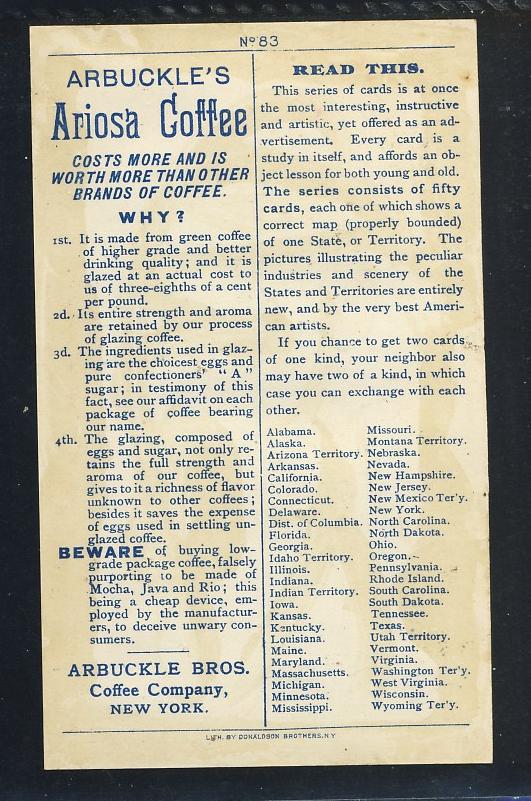 Nº 83
ARBUCKLE'S
Ariosa Coffee
COSTS MORE AND IS
WORTH MORE THAN OTHER
BRANDS OF COFFEE.
WHY?
1st. It is made from green coffee
of higher grade and better
drinking quality; and it is
glazed at an actual cost to
us of three-eighths of a cent
per pound.
2d. Its entire strength and aroma
are retained by our process
of glazing coffee.
3d. The ingredients used in glaz-
ing are the choicest eggs and
pure confectioners' "A"
sugar; in testimony of this
fact, see our affidavit on each
package of coffee bearing
our name.
4th. The glazing, composed of
eggs and sugar, not only re-
tains the full strength and
aroma of our coffee, but
gives to it a richness of flavor
unknown to other coffees;
besides it saves the expense
of eggs used in settling un-
glazed coffee.
BEWARE of buying low-
grade package coffee, falsely
purporting to be made of
Mocha, Java and Rio; this
being a cheap device, em-
ployed by the manufactur-
ers, to deceive unwary con-
sumers.
ARBUCKLE BROS.
Coffee Company,
NEW YORK.
READ THIS.
This series of cards is at once
the most interesting, instructive
and artistic, yet offered as an ad-
vertisement. Every card is a
study in itself, and affords an ob-
ject lesson for both young and old.
The series consists of fifty
cards, each one of which shows a
correct map (properly bounded)
of one State, or Territory. The
pictures illustrating the peculiar
industries and scenery of the
States and Territories are entirely
new, and by the very best Ameri-
can artists.
If you chance to get two cards
of one kind, your neighbor also
may have two of a kind, in which
case you can exchange with each
other.
Alabama.
Alaska.
Arizona Territory.
Arkansas.
California.
Colorado.
Connecticut.
Delaware.
Dist. of Columbia.
Florida.
Georgia.
Idaho Territory.
Illinois.
Indiana.
Indian Territory.
Iowa.
Kansas.
Kentucky.
Louisiana.
Maine.
Maryland.
Massachusetts.
Michigan.
Minnesota.
Mississippi.
Missouri.
Montana Territory.
Nebraska.
Nevada.
New Hampshire.
New Jersey.
New Mexico Ter'y.
New York.
North Carolina.
North Dakota.
Ohio.
Oregon.
Pennsylvania.
Rhode Island.
South Carolina.
South Dakota.
Tennessee.
Texas.
Utah Territory.
Vermont.
Virginia.
Washington Ter'y.
West Virginia.
Wisconsin.
Wyoming Ter'y.
LITH. BY DONALDSON BROTHERS, N.Y